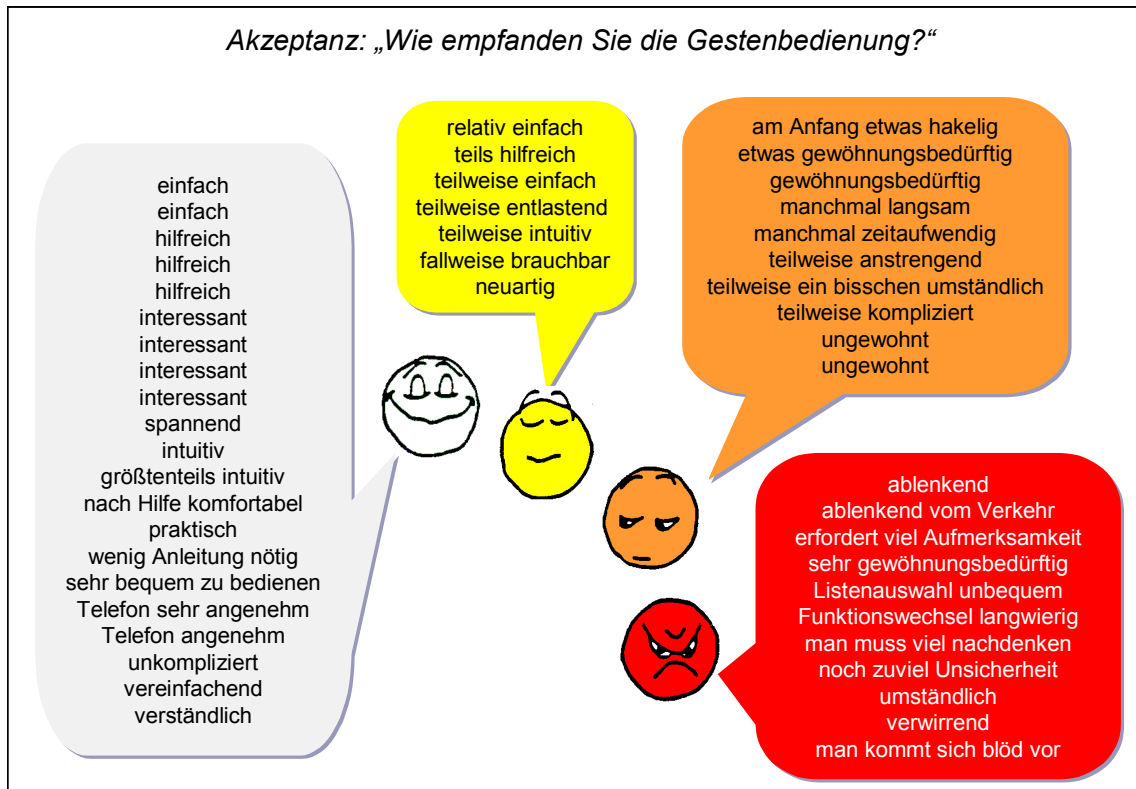 Akzeptanz: „Wie empfanden Sie die Gestenbedienung?“
einfach
einfach
hilfreich
hilfreich
hilfreich
interessant
interessant
interessant
interessant
spannend
intuitiv
größtenteils intuitiv
nach Hilfe komfortabel
praktisch
wenig Anleitung nötig
sehr bequem zu bedienen
Telefon sehr angenehm
Telefon angenehm
unkompliziert
vereinfachend
verständlich
relativ einfach
teils hilfreich
teilweise einfach
teilweise entlastend
teilweise intuitiv
fallweise brauchbar
neuartig
am Anfang etwas hakelig
etwas gewöhnungsbedürftig
gewöhnungsbedürftig
manchmal langsam
manchmal zeitaufwendig
teilweise anstrengend
teilweise ein bisschen umständlich
teilweise kompliziert
ungewohnt
ungewohnt
ablenkend
ablenkend vom Verkehr
erfordert viel Aufmerksamkeit
sehr gewöhnungsbedürftig
Listenauswahl unbequem
Funktionswechsel langwierig
man muss viel nachdenken
noch zuviel Unsicherheit
umständlich
verwirrend
man kommt sich blöd vor